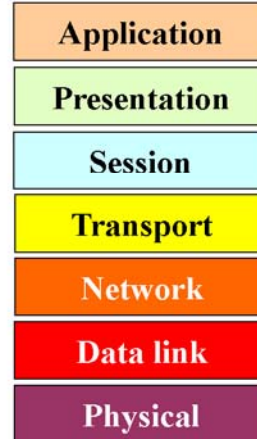 Application
Presentation
Session
Transport
Network
Data link
Physical